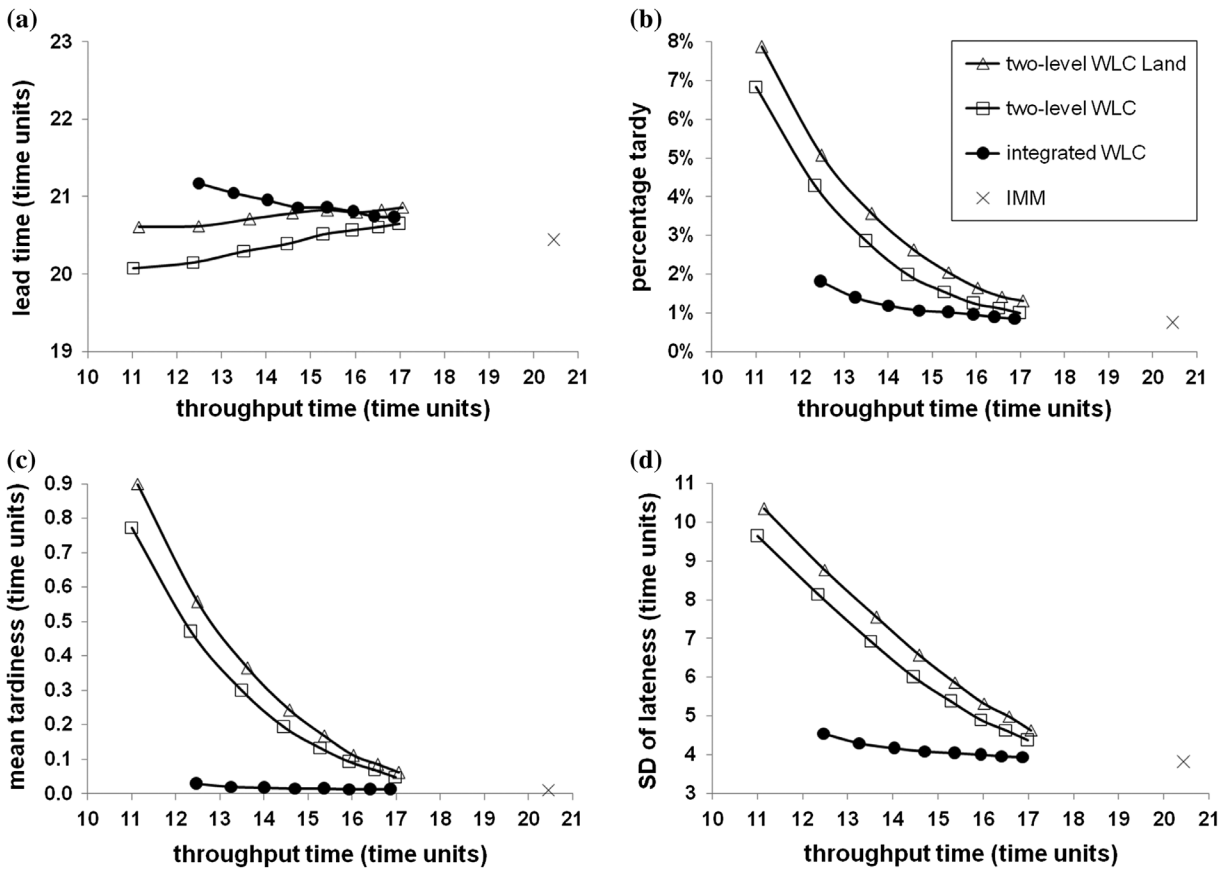 (a)
23
22
21
20
19
lead time (time units)
10 11 12 13 14 15 16 17 18 19 20 21
throughput time (time units)
(b)
8%
7%
6%
5%
4%
3%
2%
1%
0%
percentage tardy
two-level WLC Land
two-level WLC
integrated WLC
IMM
10 11 12 13 14 15 16 17 18 19 20 21
throughput time (time units)
(c)
0.9
0.8
0.7
0.6
0.5
0.4
0.3
0.2
0.1
0.0
mean tardiness (time units)
10 11 12 13 14 15 16 17 18 19 20 21
throughput time (time units)
(d)
11
10
9
8
7
6
5
4
3
SD of lateness (time units)
10 11 12 13 14 15 16 17 18 19 20 21
throughput time (time units)